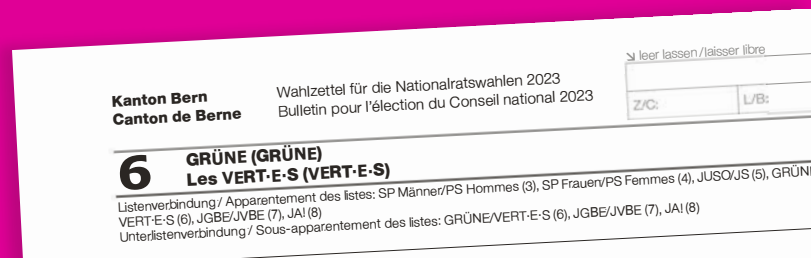 ↘ leer lassen/laisser libre
Kanton Bern
Canton de Berne
Wahlzettel für die Nationalratswahlen 2023
Bulletin pour l'élection du Conseil national 2023
Z/C:
L/B:
6
GRÜNE (GRÜNE)
Les VERT·E·S (VERT·E·S)
Listenverbindung/Apparentement des listes: SP Männer/PS Hommes (3), SP Frauen/PS Femmes (4), JUSO/JS (5), GRÜNE
VERT·E·S (6), JGBE/JVBE (7), JA! (8)
Unterlistenverbindung/Sous-apparentement des listes: GRÜNE/VERT·E·S (6), JGBE/JVBE (7), JA! (8)